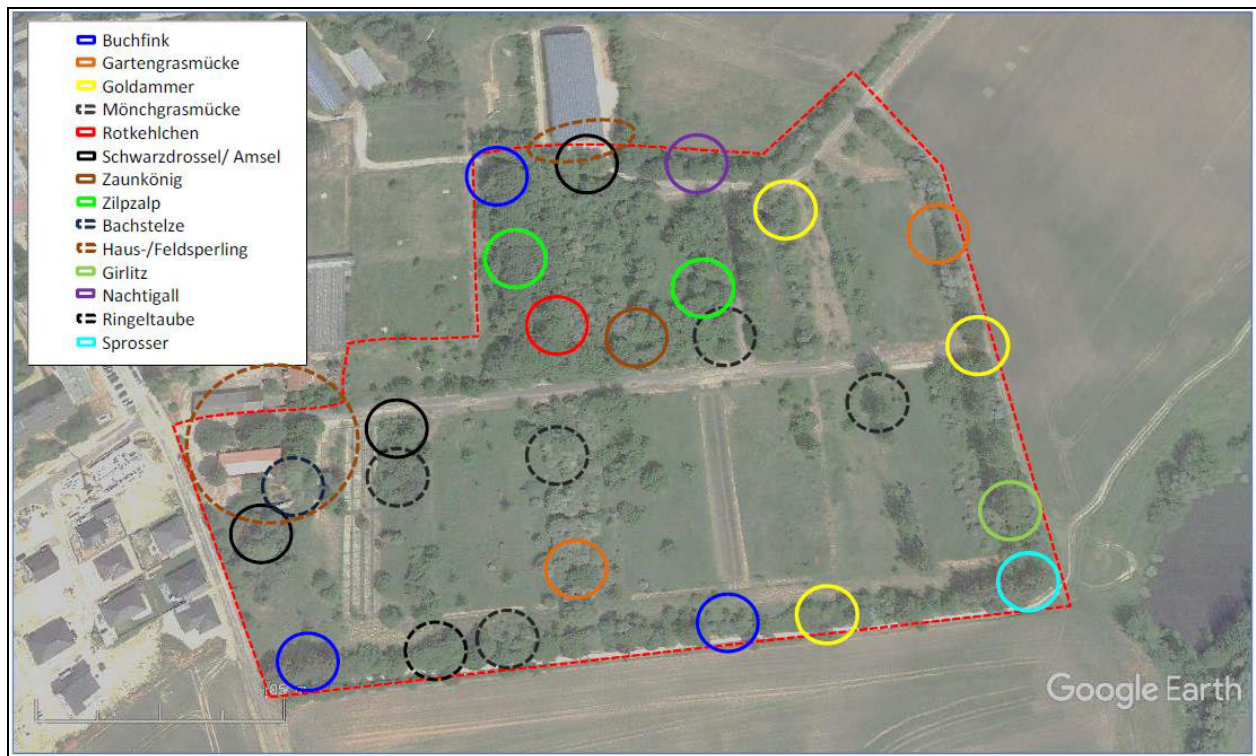 Buchfink
Gartengrasmücke
Goldammer
Mönchgrasmücke
Rotkehlchen
Schwarzdrossel/ Amsel
Zaunkönig
Zilpzalp
Bachstelze
Haus-/Feldsperling
Girlitz
Nachtigall
Ringeltaube
Sprosser
Google Earth